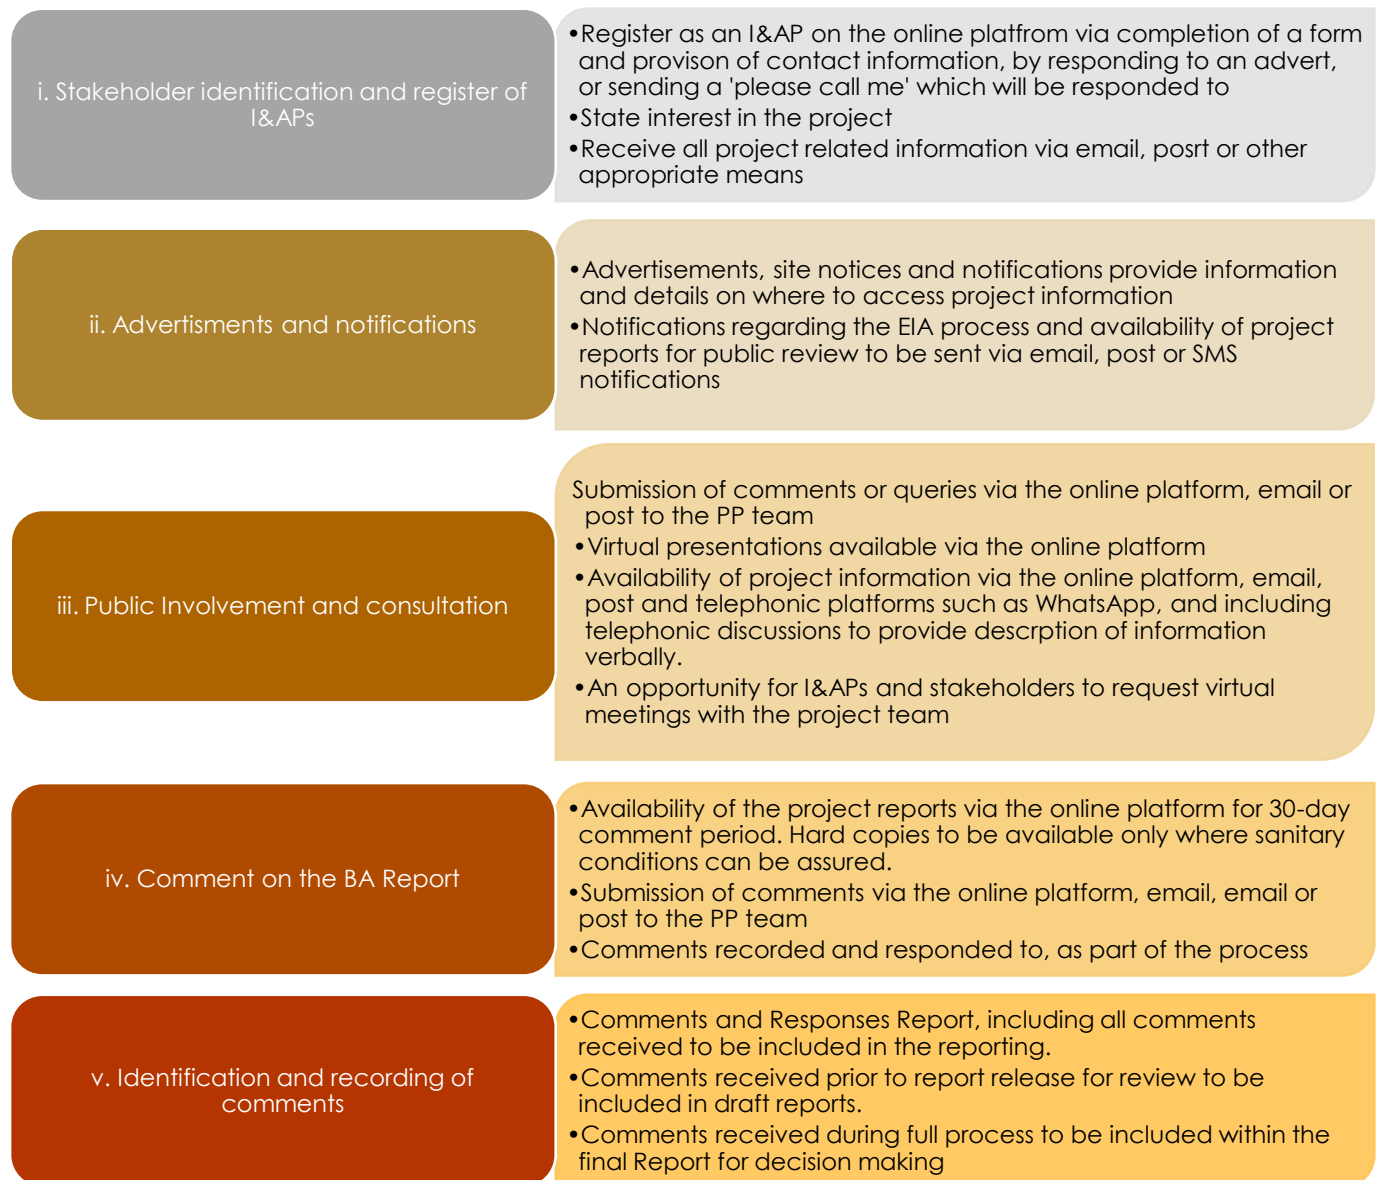 i. Stakeholder identification and register of
I&APs
•Register as an I&AP on the online platfrom via completion of a form
and provison of contact information, by responding to an advert,
or sending a 'please call me' which will be responded to
•State interest in the project
•Receive all project related information via email, posrt or other
appropriate means
ii. Advertisments and notifications
•Advertisements, site notices and notifications provide information
and details on where to access project information
•Notifications regarding the EIA process and availability of project
reports for public review to be sent via email, post or SMS
notifications
iii. Public Involvement and consultation
Submission of comments or queries via the online platform, email or
post to the PP team
•Virtual presentations available via the online platform
•Availability of project information via the online platform, email,
post and telephonic platforms such as WhatsApp, and including
telephonic discussions to provide descrption of information
verbally.
•An opportunity for I&APs and stakeholders to request virtual
meetings with the project team
iv. Comment on the BA Report
•Availability of the project reports via the online platform for 30-day
comment period. Hard copies to be available only where sanitary
conditions can be assured.
•Submission of comments via the online platform, email, email or
post to the PP team
•Comments recorded and responded to, as part of the process
v. Identification and recording of
comments
•Comments and Responses Report, including all comments
received to be included in the reporting.
•Comments received prior to report release for review to be
included in draft reports.
•Comments received during full process to be included within the
final Report for decision making